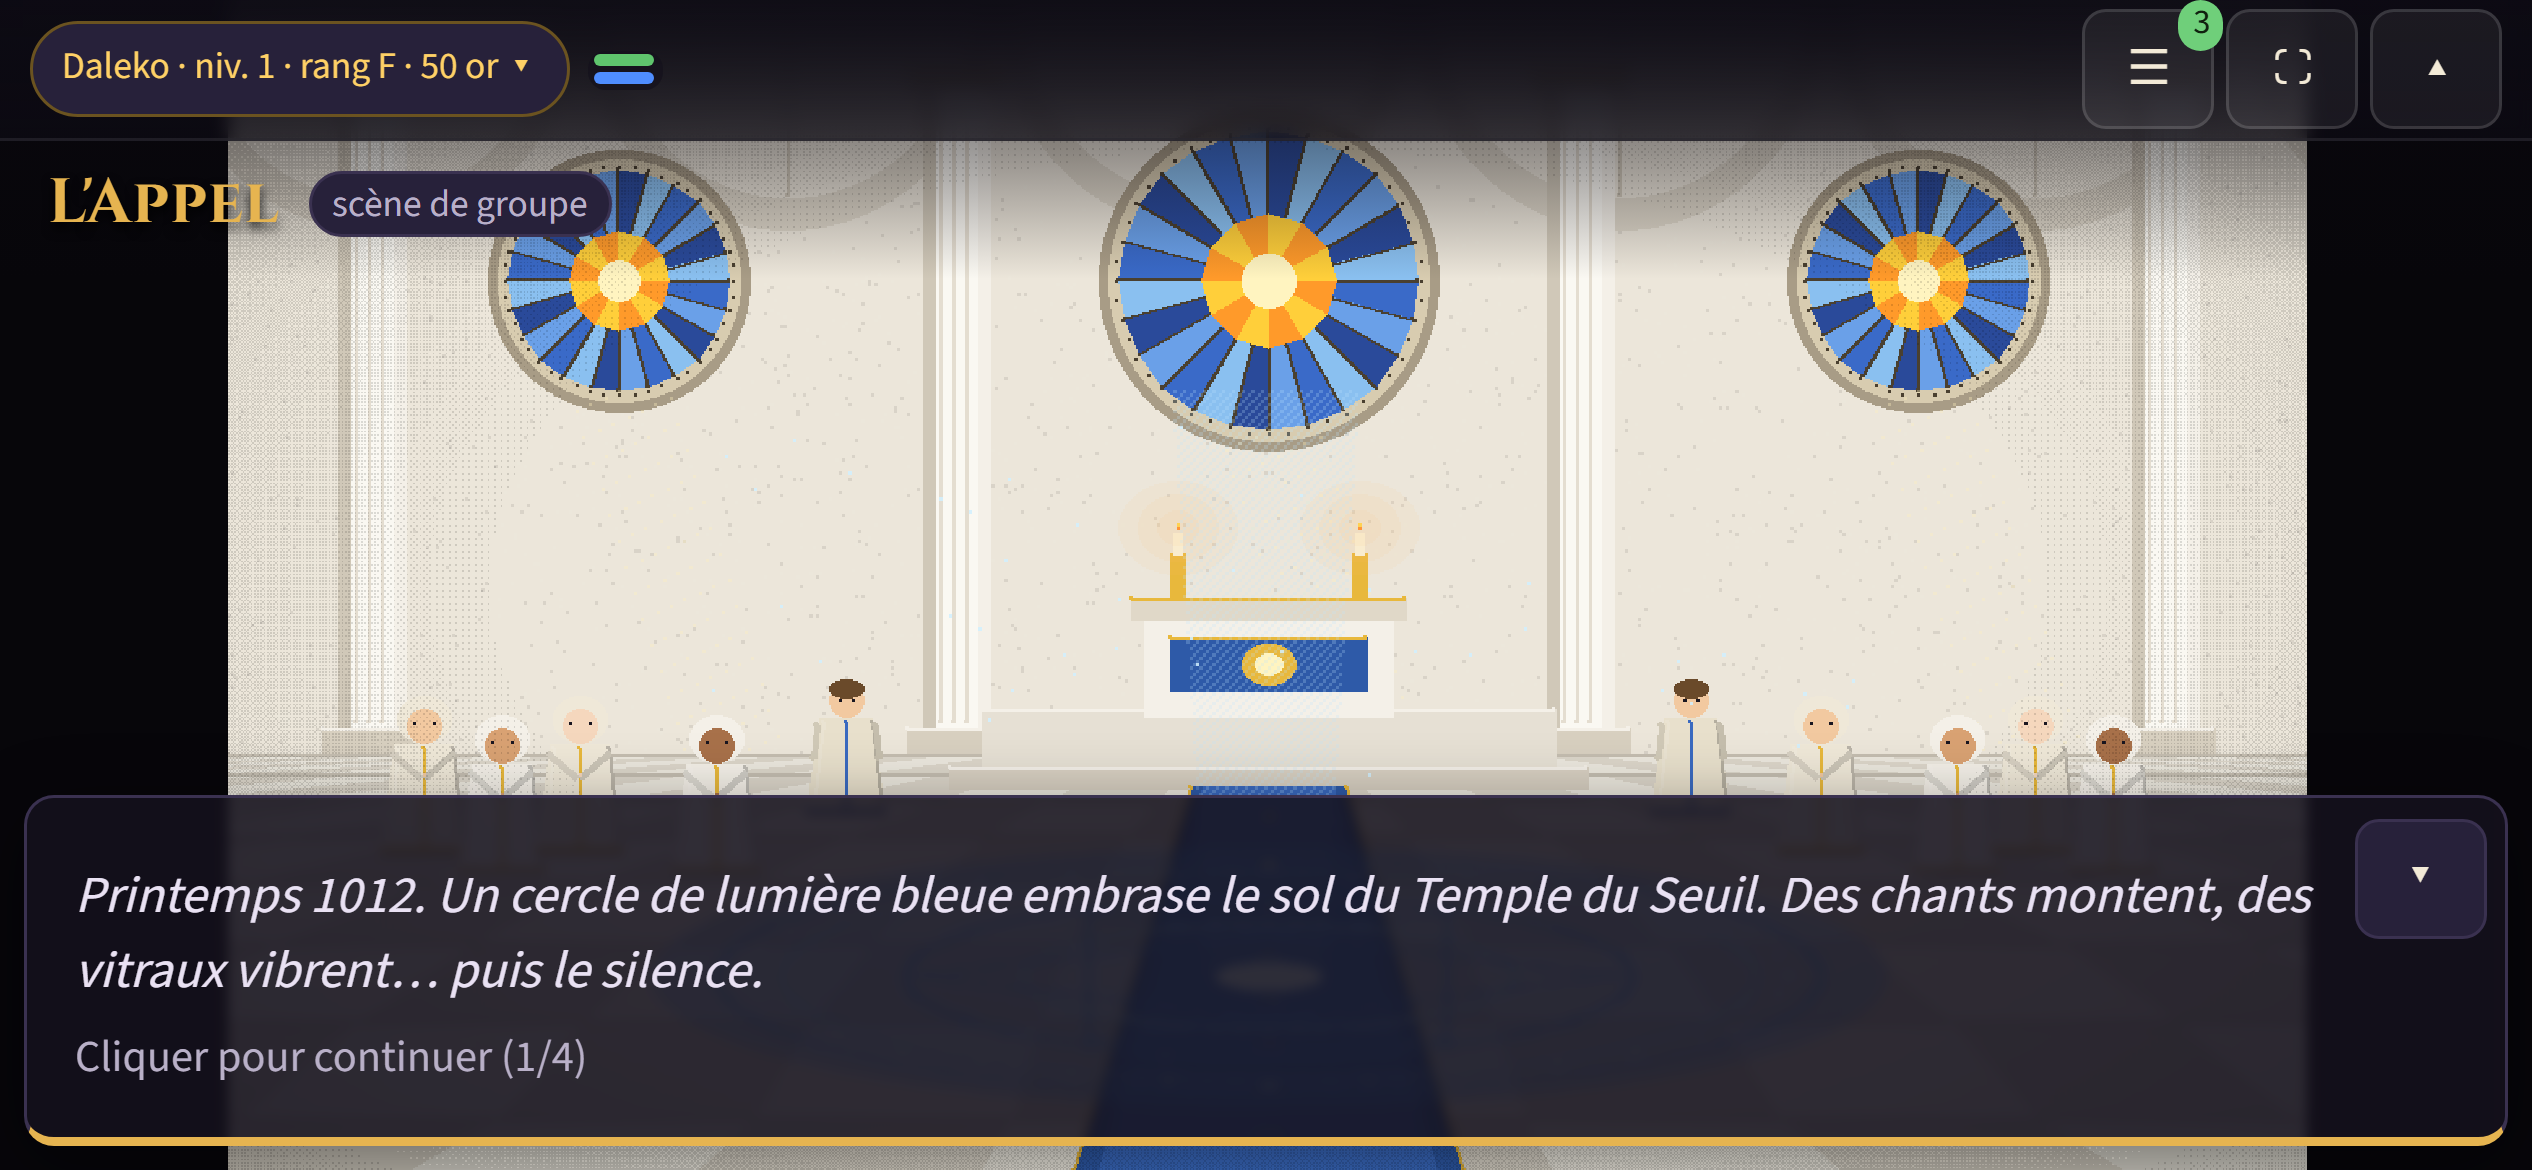 Daleko · niv. 1 · rang F · 50 or ▼
3
L'APPEL
scène de groupe
Printemps 1012. Un cercle de lumière bleue embrase le sol du Temple du Seuil. Des chants montent, des
vitraux vibrent… puis le silence.
Cliquer pour continuer (1/4)